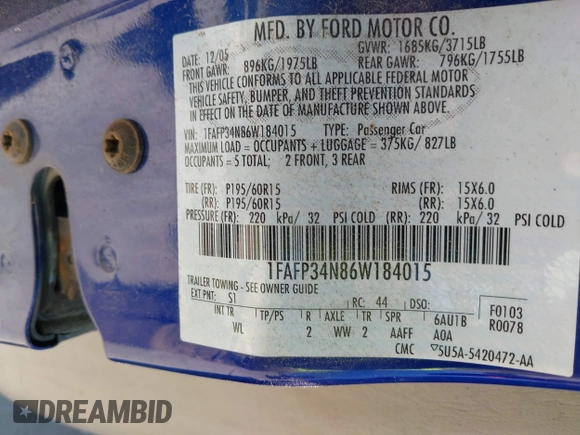 MFD. BY FORD MOTOR CO.
DATE: 12/05 GVWR: 1685KG/3715LB
FRONT GAWR: 896KG/1975LB REAR GAWR: 796KG/1755LB
THIS VEHICLE CONFORMS TO ALL APPLICABLE FEDERAL MOTOR
VEHICLE SAFETY, BUMPER, AND THEFT PREVENTION STANDARDS
IN EFFECT ON THE DATE OF MANUFACTURE SHOWN ABOVE.
VIN: 1FAFP34N86W184015 TYPE: Passenger Car
MAXIMUM LOAD = OCCUPANTS + LUGGAGE = 375KG/ 827LB
OCCUPANTS = 5 TOTAL; 2 FRONT, 3 REAR
TIRE (FR): P195/60R15 RIMS (FR): 15X6.0
(RR): P195/60R15 (RR): 15X6.0
PRESSURE (FR): 220 kPa/ 32 PSI COLD (RR): 220 kPa/ 32 PSI COLD
1FAFP34N86W184015
TRAILER TOWING - SEE OWNER GUIDE
EXT PNT: S1 RC: 44 DSO: F0103
INT TR TP/PS R AXLE TR SPR 6AU1B R0078
WL 2 WW 2 AAFF A0A
CMC 5U5A-5420472-AA
DREAMBID